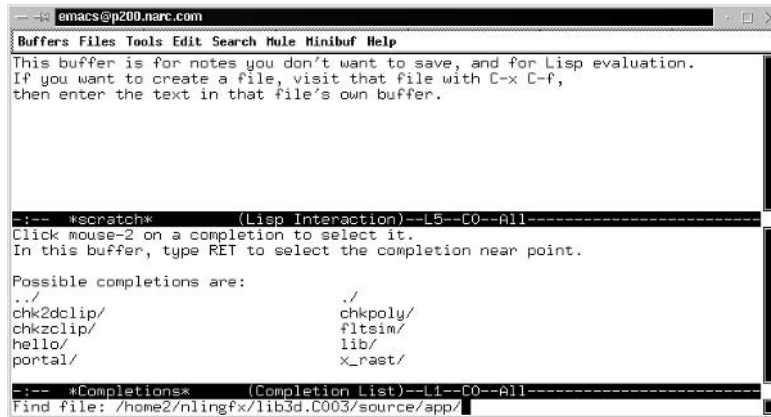 emacs@p200.narc.com
Buffers Files Tools Edit Search Mule Minibuf Help
This buffer is for notes you don't want to save, and for Lisp evaluation.
If you want to create a file, visit that file with C-x C-f,
then enter the text in that file's own buffer.
-:-- *scratch* (Lisp Interaction)--L5--C0--All-------------------------
Click mouse-2 on a completion to select it.
In this buffer, type RET to select the completion near point.
Possible completions are:
../ ./
chk2dclip/ chkpoly/
chkzclip/ fltsim/
hello/ lib/
portal/ x_rast/
-:-- *Completions* (Completion List)--L1--C0--All-------------------------
Find file: /home2/nlingfx/lib3d.C003/source/app/